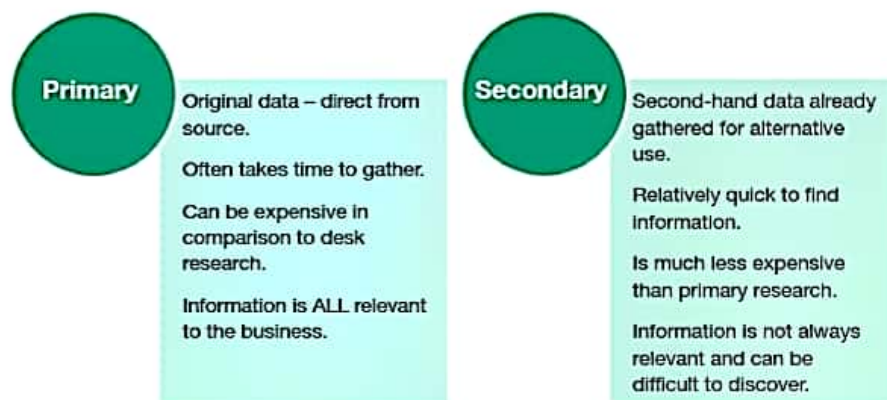 Primary
Original data – direct from
source.
Often takes time to gather.
Can be expensive in
comparison to desk
research.
Information is ALL relevant
to the business.
Secondary
Second-hand data already
gathered for alternative
use.
Relatively quick to find
information.
Is much less expensive
than primary research.
Information is not always
relevant and can be
difficult to discover.